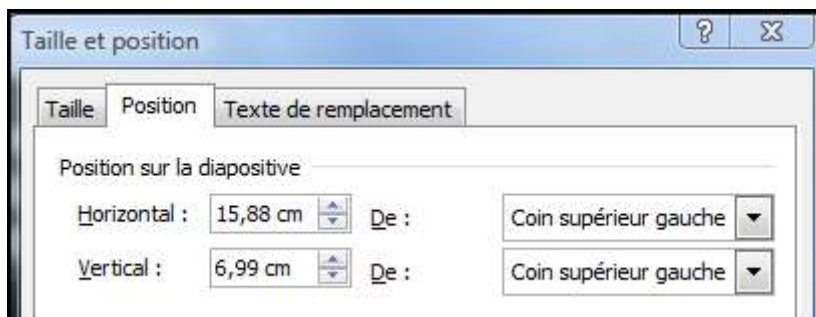 Taille et position
Taille Position Texte de remplacement
Position sur la diapositive
Horizontal : 15,88 cm De : Coin supérieur gauche
Vertical : 6,99 cm De : Coin supérieur gauche